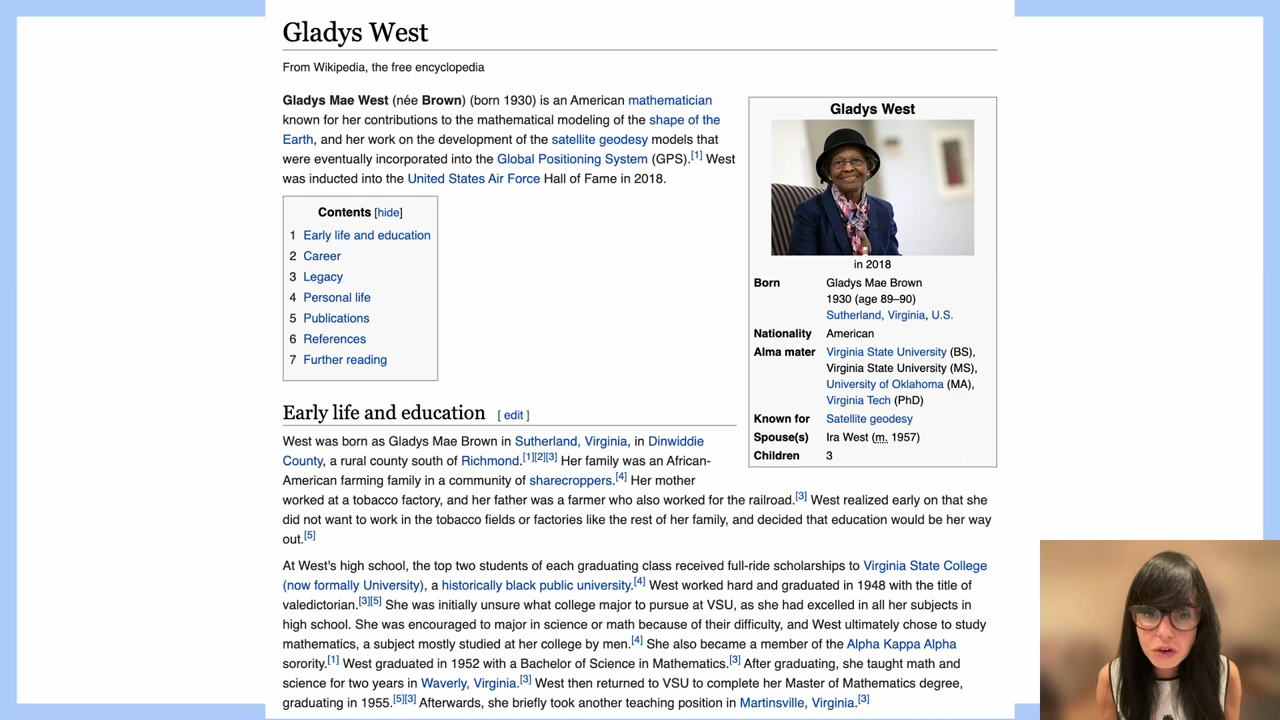 Gladys West
From Wikipedia, the free encyclopedia
Gladys Mae West (née Brown) (born 1930) is an American mathematician
known for her contributions to the mathematical modeling of the shape of the
Earth, and her work on the development of the satellite geodesy models that
were eventually incorporated into the Global Positioning System (GPS).[1] West
was inducted into the United States Air Force Hall of Fame in 2018.
Contents [hide]
1 Early life and education
2 Career
3 Legacy
4 Personal life
5 Publications
6 References
7 Further reading
Gladys West
in 2018
Born Gladys Mae Brown
1930 (age 89–90)
Sutherland, Virginia, U.S.
Nationality American
Alma mater Virginia State University (BS),
Virginia State University (MS),
University of Oklahoma (MA),
Virginia Tech (PhD)
Known for Satellite geodesy
Spouse(s) Ira West (m. 1957)
Children 3
Early life and education [ edit ]
West was born as Gladys Mae Brown in Sutherland, Virginia, in Dinwiddie
County, a rural county south of Richmond.[1][2][3] Her family was an African-
American farming family in a community of sharecroppers.[4] Her mother
worked at a tobacco factory, and her father was a farmer who also worked for the railroad.[3] West realized early on that she
did not want to work in the tobacco fields or factories like the rest of her family, and decided that education would be her way
out.[5]
At West's high school, the top two students of each graduating class received full-ride scholarships to Virginia State College
(now formally University), a historically black public university.[4] West worked hard and graduated in 1948 with the title of
valedictorian.[3][5] She was initially unsure what college major to pursue at VSU, as she had excelled in all her subjects in
high school. She was encouraged to major in science or math because of their difficulty, and West ultimately chose to study
mathematics, a subject mostly studied at her college by men.[4] She also became a member of the Alpha Kappa Alpha
sorority.[1] West graduated in 1952 with a Bachelor of Science in Mathematics.[3] After graduating, she taught math and
science for two years in Waverly, Virginia.[3] West then returned to VSU to complete her Master of Mathematics degree,
graduating in 1955.[5][3] Afterwards, she briefly took another teaching position in Martinsville, Virginia.[3]